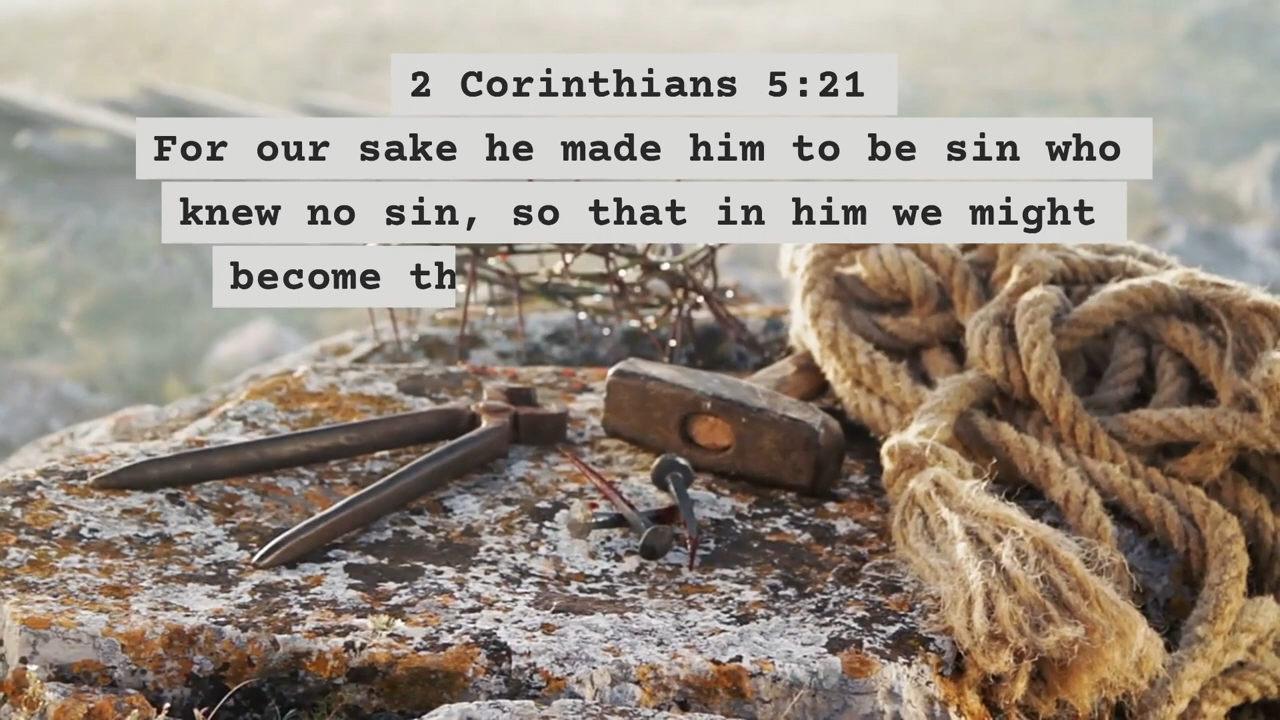 2 Corinthians 5:21
For our sake he made him to be sin who
knew no sin, so that in him we might
become th